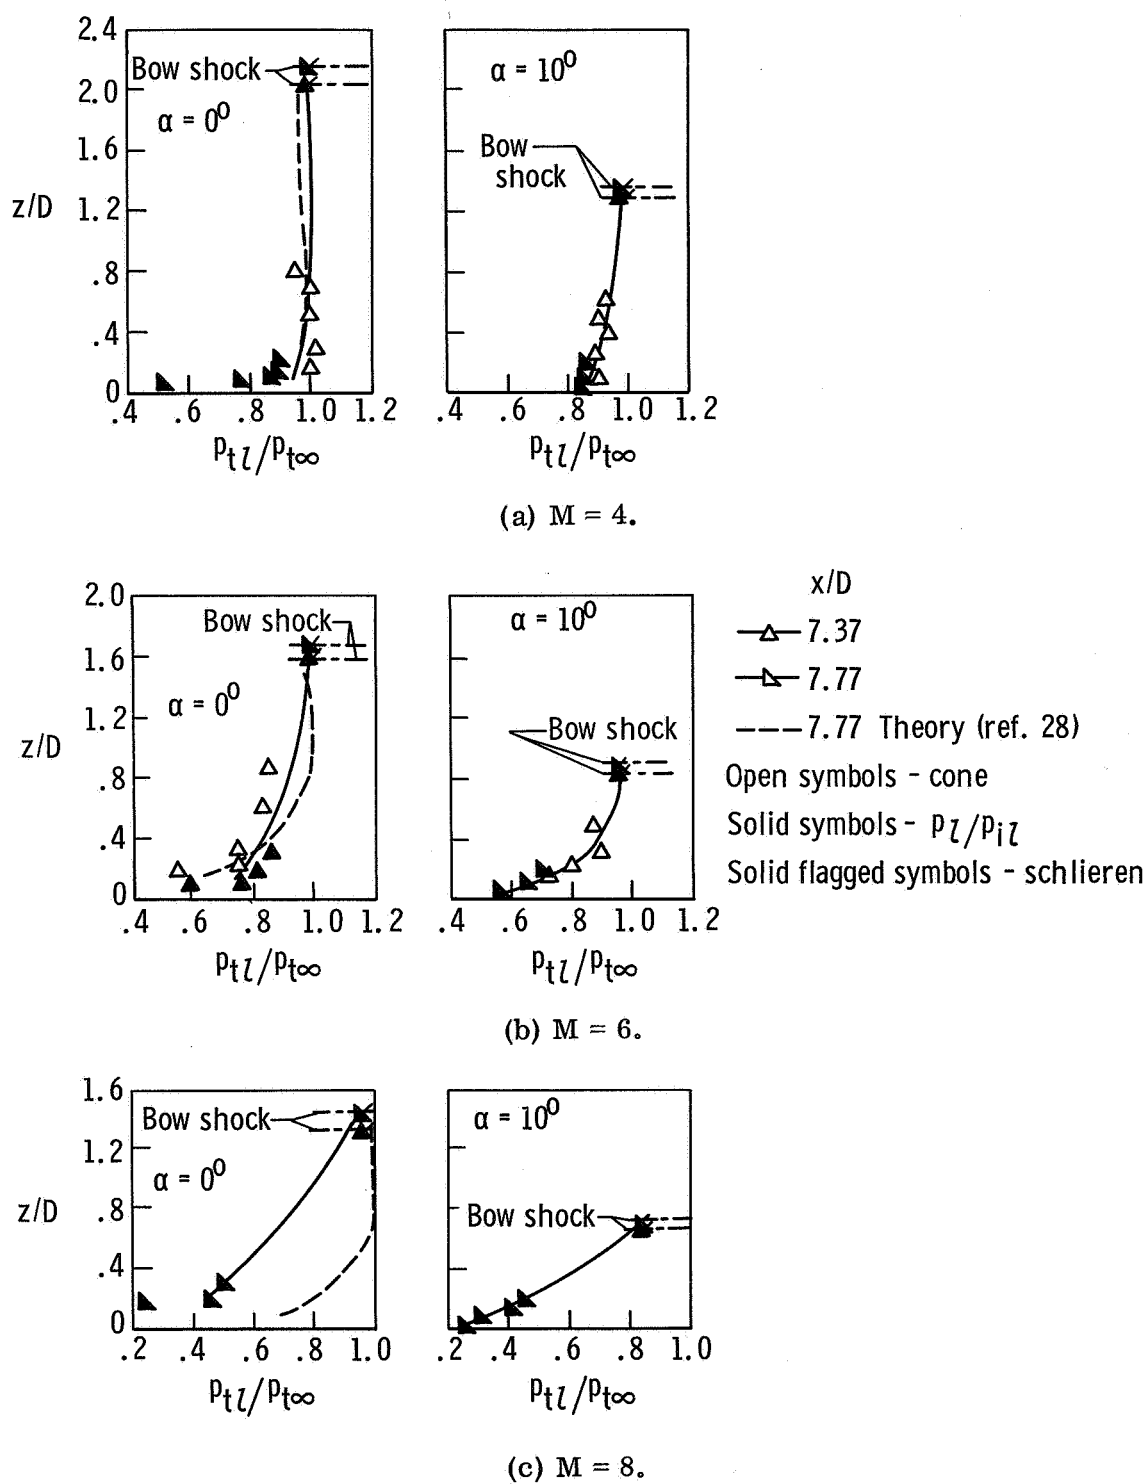 2.4
2.0
1.6
1.2
.8
.4
0
z/D
Bow shock
α = 0⁰
.4 .6 .8 1.0 1.2
p_tl/p_t∞
α = 10⁰
Bow
shock
.4 .6 .8 1.0 1.2
p_tl/p_t∞
(a) M = 4.
2.0
1.6
1.2
.8
.4
0
z/D
Bow shock
α = 0⁰
.4 .6 .8 1.0 1.2
p_tl/p_t∞
α = 10⁰
Bow shock
.4 .6 .8 1.0 1.2
p_tl/p_t∞
x/D
7.37
7.77
7.77 Theory (ref. 28)
Open symbols - cone
Solid symbols - p_l/p_il
Solid flagged symbols - schlieren
(b) M = 6.
1.6
1.2
.8
.4
0
z/D
Bow shock
α = 0⁰
.2 .4 .6 .8 1.0
p_tl/p_t∞
α = 10⁰
Bow shock
.2 .4 .6 .8 1.0
p_tl/p_t∞
(c) M = 8.